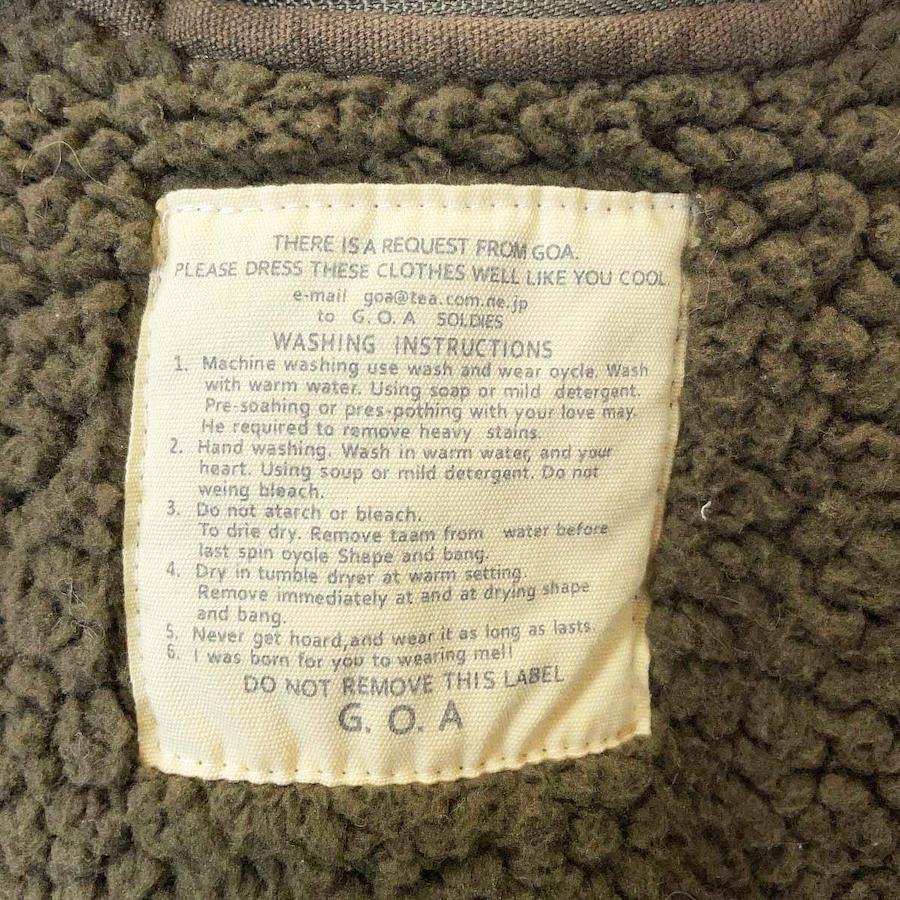 THERE IS A REQUEST FROM GOA.
PLEASE DRESS THESE CLOTHES WELL LIKE YOU COOL.
e-mail goa@tea.com.ne.jp
to G. O. A SOLDIES
WASHING INSTRUCTIONS
1. Machine washing use wash and wear oycle. Wash
with warm water. Using soap or mild detergent.
Pre-soahing or pres-pothing with your love may.
He required to remove heavy stains.
2. Hand washing. Wash in warm water, and your
heart. Using soup or mild detergent. Do not
weing bleach.
3. Do not atarch or bleach.
To drie dry. Remove taam from water before
last spin oyole Shape and bang.
4. Dry in tumble dryer at warm setting.
Remove immediately at and at drying shape
and bang.
5. Never get hoard,and wear it as long as lasts.
6. I was born for you to wearing mell
DO NOT REMOVE THIS LABEL
G. O. A